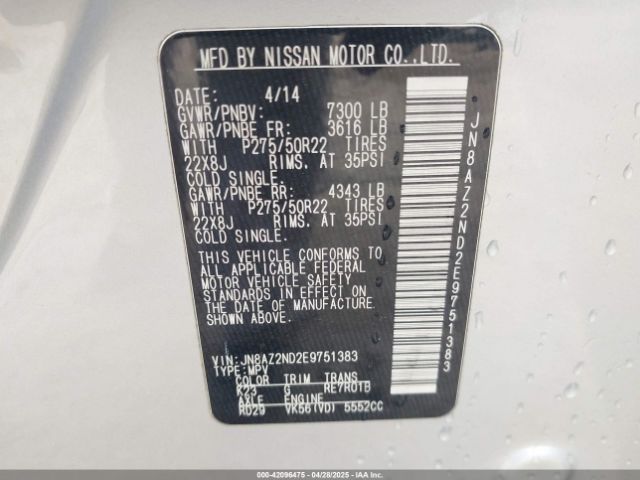 MFD BY NISSAN MOTOR CO.,LTD.
DATE: 4/14
GVWR/PNBV: 7300 LB
GAWR/PNBE FR: 3616 LB
WITH P275/50R22 TIRES
22X8J RIMS. AT 35PSI
COLD SINGLE.
GAWR/PNBE RR: 4343 LB
WITH P275/50R22 TIRES
22X8J RIMS. AT 35PSI
COLD SINGLE.
THIS VEHICLE CONFORMS TO
ALL APPLICABLE FEDERAL
MOTOR VEHICLE SAFETY
STANDARDS IN EFFECT ON
THE DATE OF MANUFACTURE
SHOWN ABOVE.
VIN: JN8AZ2ND2E9751383
TYPE: MPV
COLOR TRIM TRANS
K23 G RE7R01B
AXLE ENGINE
RD29 VK56(VD) 5552CC
JN8AZ2ND2E9751383
000-42096475 - 04/28/2025 - IAAI.COM